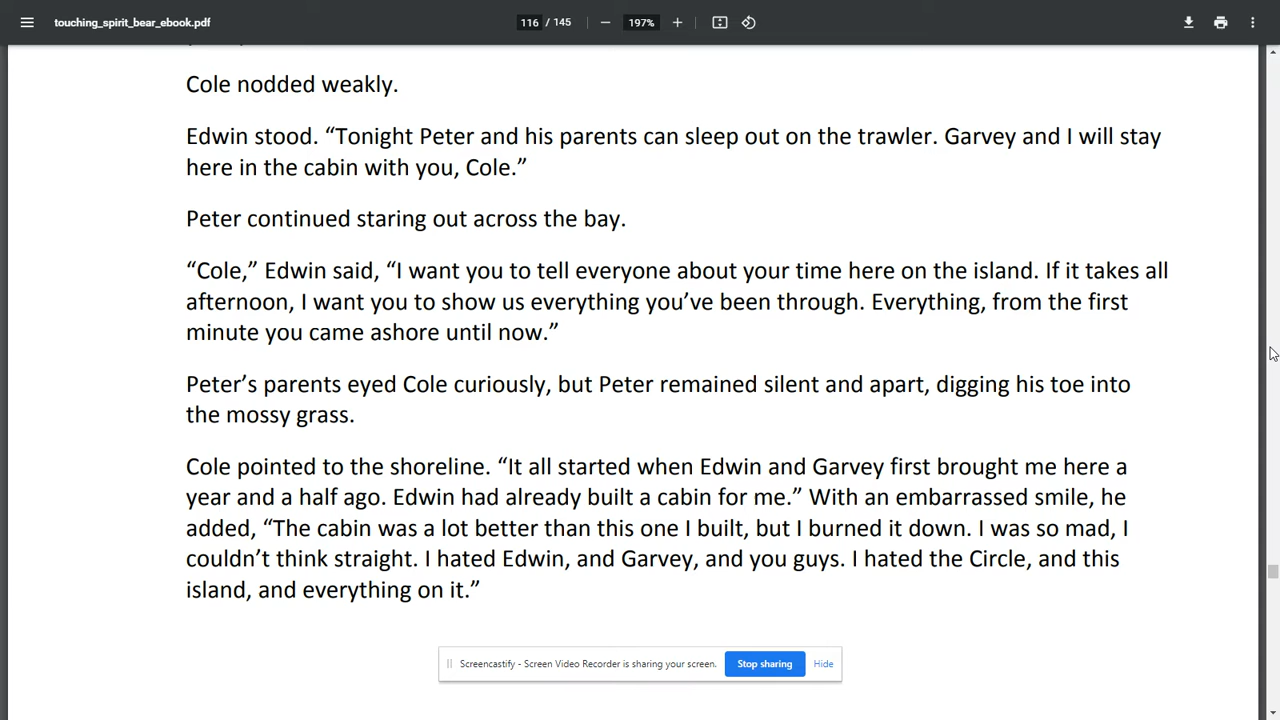 touching_spirit_bear_ebook.pdf
116 / 145
197%
Cole nodded weakly.
Edwin stood. “Tonight Peter and his parents can sleep out on the trawler. Garvey and I will stay
here in the cabin with you, Cole.”
Peter continued staring out across the bay.
“Cole,” Edwin said, “I want you to tell everyone about your time here on the island. If it takes all
afternoon, I want you to show us everything you’ve been through. Everything, from the first
minute you came ashore until now.”
Peter’s parents eyed Cole curiously, but Peter remained silent and apart, digging his toe into
the mossy grass.
Cole pointed to the shoreline. “It all started when Edwin and Garvey first brought me here a
year and a half ago. Edwin had already built a cabin for me.” With an embarrassed smile, he
added, “The cabin was a lot better than this one I built, but I burned it down. I was so mad, I
couldn’t think straight. I hated Edwin, and Garvey, and you guys. I hated the Circle, and this
island, and everything on it.”
Screencastify - Screen Video Recorder is sharing your screen.
Stop sharing
Hide